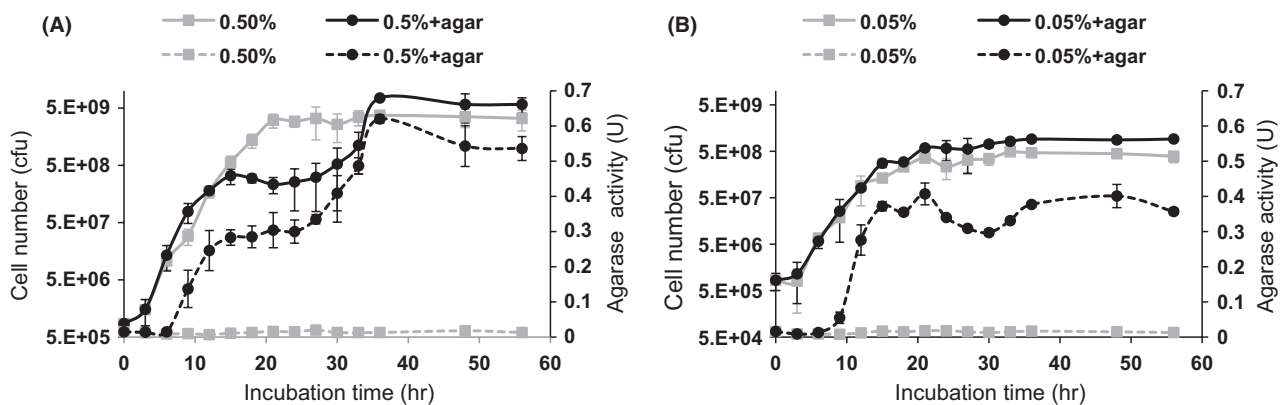 (A)
0.50% 0.5%+agar
0.50% 0.5%+agar
Cell number (cfu)
5.E+09
5.E+08
5.E+07
5.E+06
5.E+05
0.7
0.6
0.5
0.4
0.3
0.2
0.1
0
Agarase activity (U)
0 10 20 30 40 50 60
Incubation time (hr)
(B)
0.05% 0.05%+agar
0.05% 0.05%+agar
Cell number (cfu)
5.E+09
5.E+08
5.E+07
5.E+06
5.E+05
5.E+04
0.7
0.6
0.5
0.4
0.3
0.2
0.1
0
Agarase activity (U)
0 10 20 30 40 50 60
Incubation time (hr)